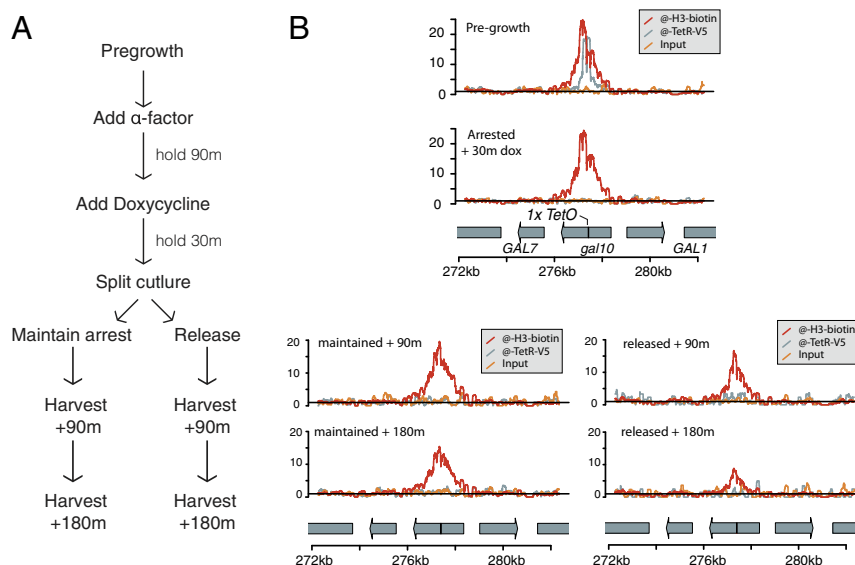 A
Pregrowth
Add α-factor
hold 90m
Add Doxycycline
hold 30m
Split cutlure
Maintain arrest
Release
Harvest
+90m
Harvest
+90m
Harvest
+180m
Harvest
+180m
B
Pre-growth
@-H3-biotin
@-TetR-V5
Input
20
10
0
Arrested
+ 30m dox
20
10
0
1x TetO
GAL7
gal10
GAL1
272kb
276kb
280kb
maintained + 90m
@-H3-biotin
@-TetR-V5
Input
20
10
0
maintained + 180m
20
10
0
272kb
276kb
280kb
released + 90m
@-H3-biotin
@-TetR-V5
Input
20
10
0
released + 180m
20
10
0
272kb
276kb
280kb